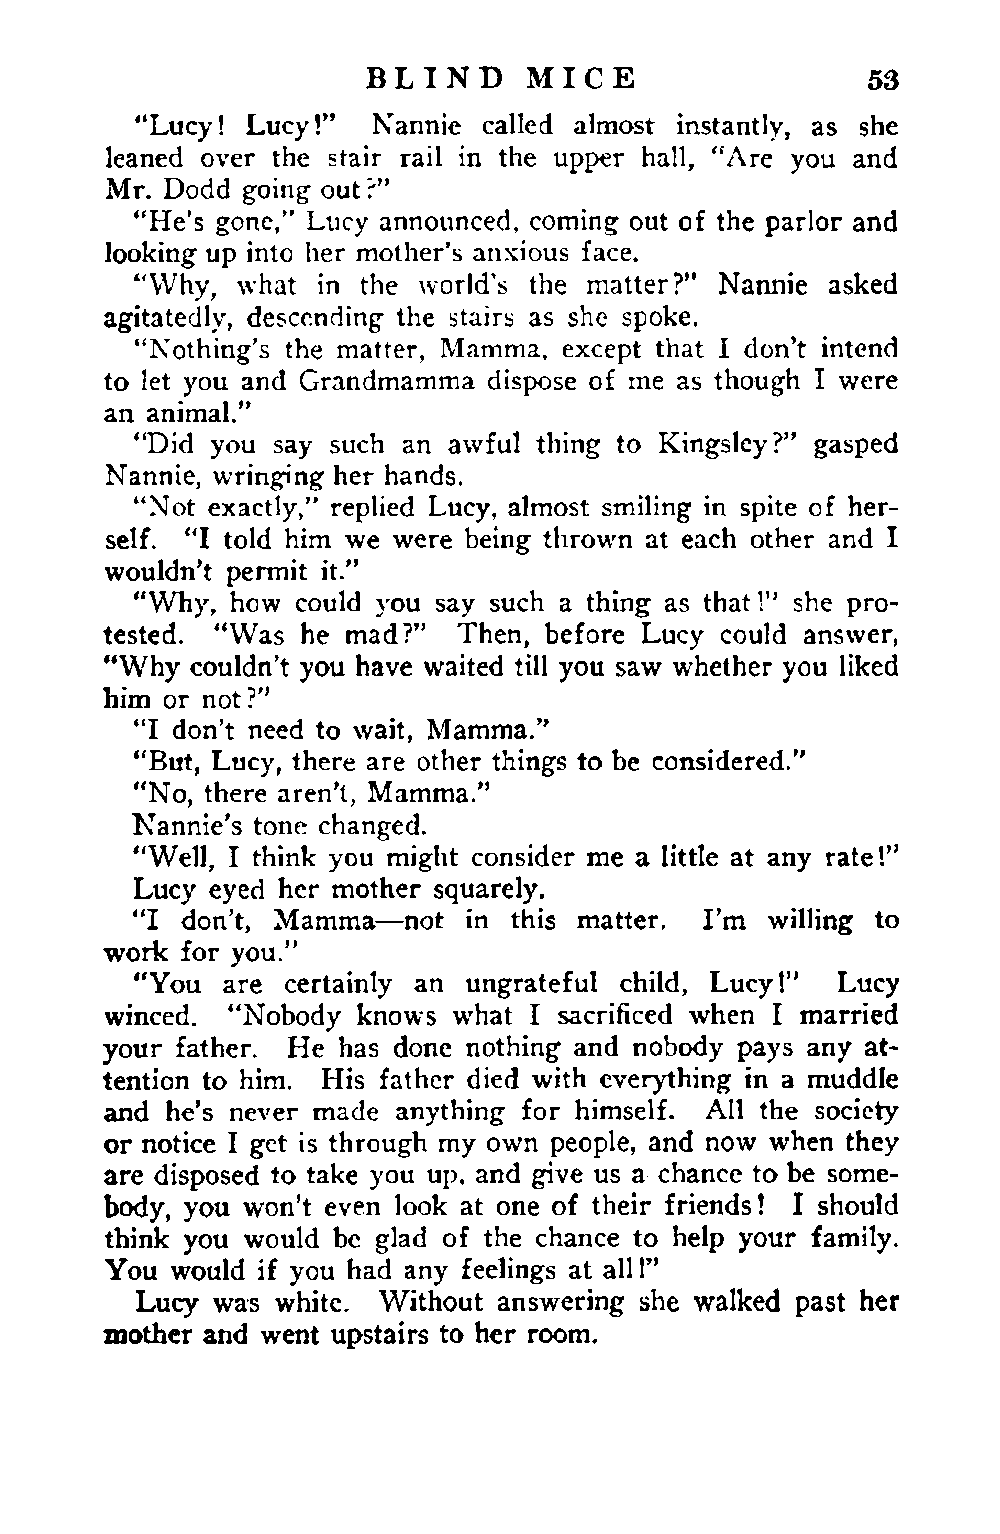 BLIND MICE 53
"Lucy! Lucy!" Nannie called almost instantly, as she
leaned over the stair rail in the upper hall, "Are you and
Mr. Dodd going out?"
"He's gone," Lucy announced, coming out of the parlor and
looking up into her mother's anxious face.
"Why, what in the world's the matter?" Nannie asked
agitatedly, descending the stairs as she spoke.
"Nothing's the matter, Mamma, except that I don't intend
to let you and Grandmamma dispose of me as though I were
an animal."
"Did you say such an awful thing to Kingsley?" gasped
Nannie, wringing her hands.
"Not exactly," replied Lucy, almost smiling in spite of her-
self. "I told him we were being thrown at each other and I
wouldn't permit it."
"Why, how could you say such a thing as that!" she pro-
tested. "Was he mad?" Then, before Lucy could answer,
"Why couldn't you have waited till you saw whether you liked
him or not?"
"I don't need to wait, Mamma."
"But, Lucy, there are other things to be considered."
"No, there aren't, Mamma."
Nannie's tone changed.
"Well, I think you might consider me a little at any rate!"
Lucy eyed her mother squarely.
"I don't, Mamma—not in this matter. I'm willing to
work for you."
"You are certainly an ungrateful child, Lucy!" Lucy
winced. "Nobody knows what I sacrificed when I married
your father. He has done nothing and nobody pays any at-
tention to him. His father died with everything in a muddle
and he's never made anything for himself. All the society
or notice I get is through my own people, and now when they
are disposed to take you up, and give us a chance to be some-
body, you won't even look at one of their friends! I should
think you would be glad of the chance to help your family.
You would if you had any feelings at all!"
Lucy was white. Without answering she walked past her
mother and went upstairs to her room.